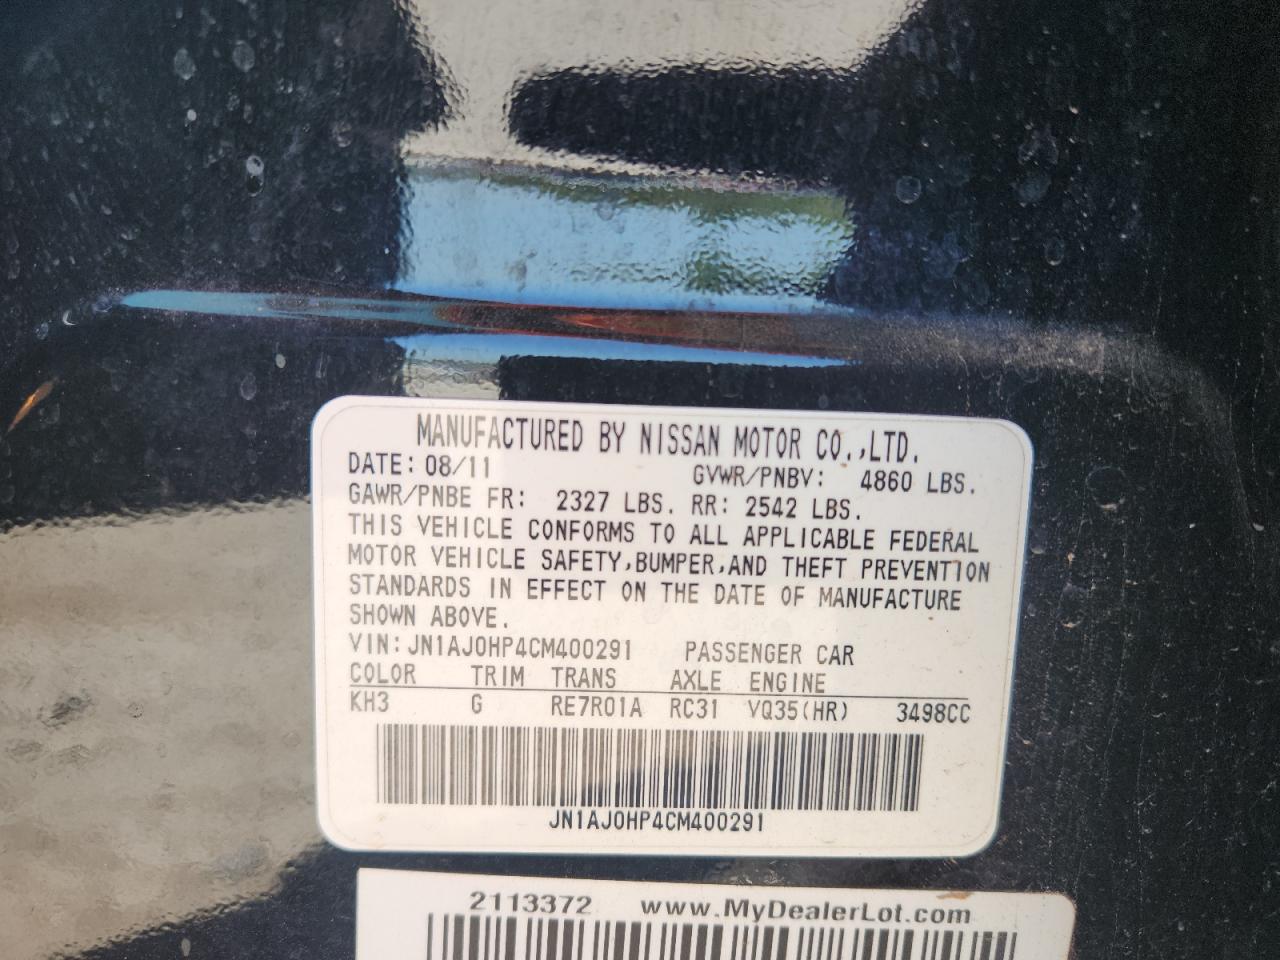 MANUFACTURED BY NISSAN MOTOR CO.,LTD.
DATE: 08/11 GVWR/PNBV: 4860 LBS.
GAWR/PNBE FR: 2327 LBS. RR: 2542 LBS.
THIS VEHICLE CONFORMS TO ALL APPLICABLE FEDERAL
MOTOR VEHICLE SAFETY,BUMPER,AND THEFT PREVENTION
STANDARDS IN EFFECT ON THE DATE OF MANUFACTURE
SHOWN ABOVE.
VIN:JN1AJ0HP4CM400291 PASSENGER CAR
COLOR TRIM TRANS AXLE ENGINE
KH3 G RE7R01A RC31 VQ35(HR) 3498CC
JN1AJ0HP4CM400291
2113372 www.MyDealerLot.com